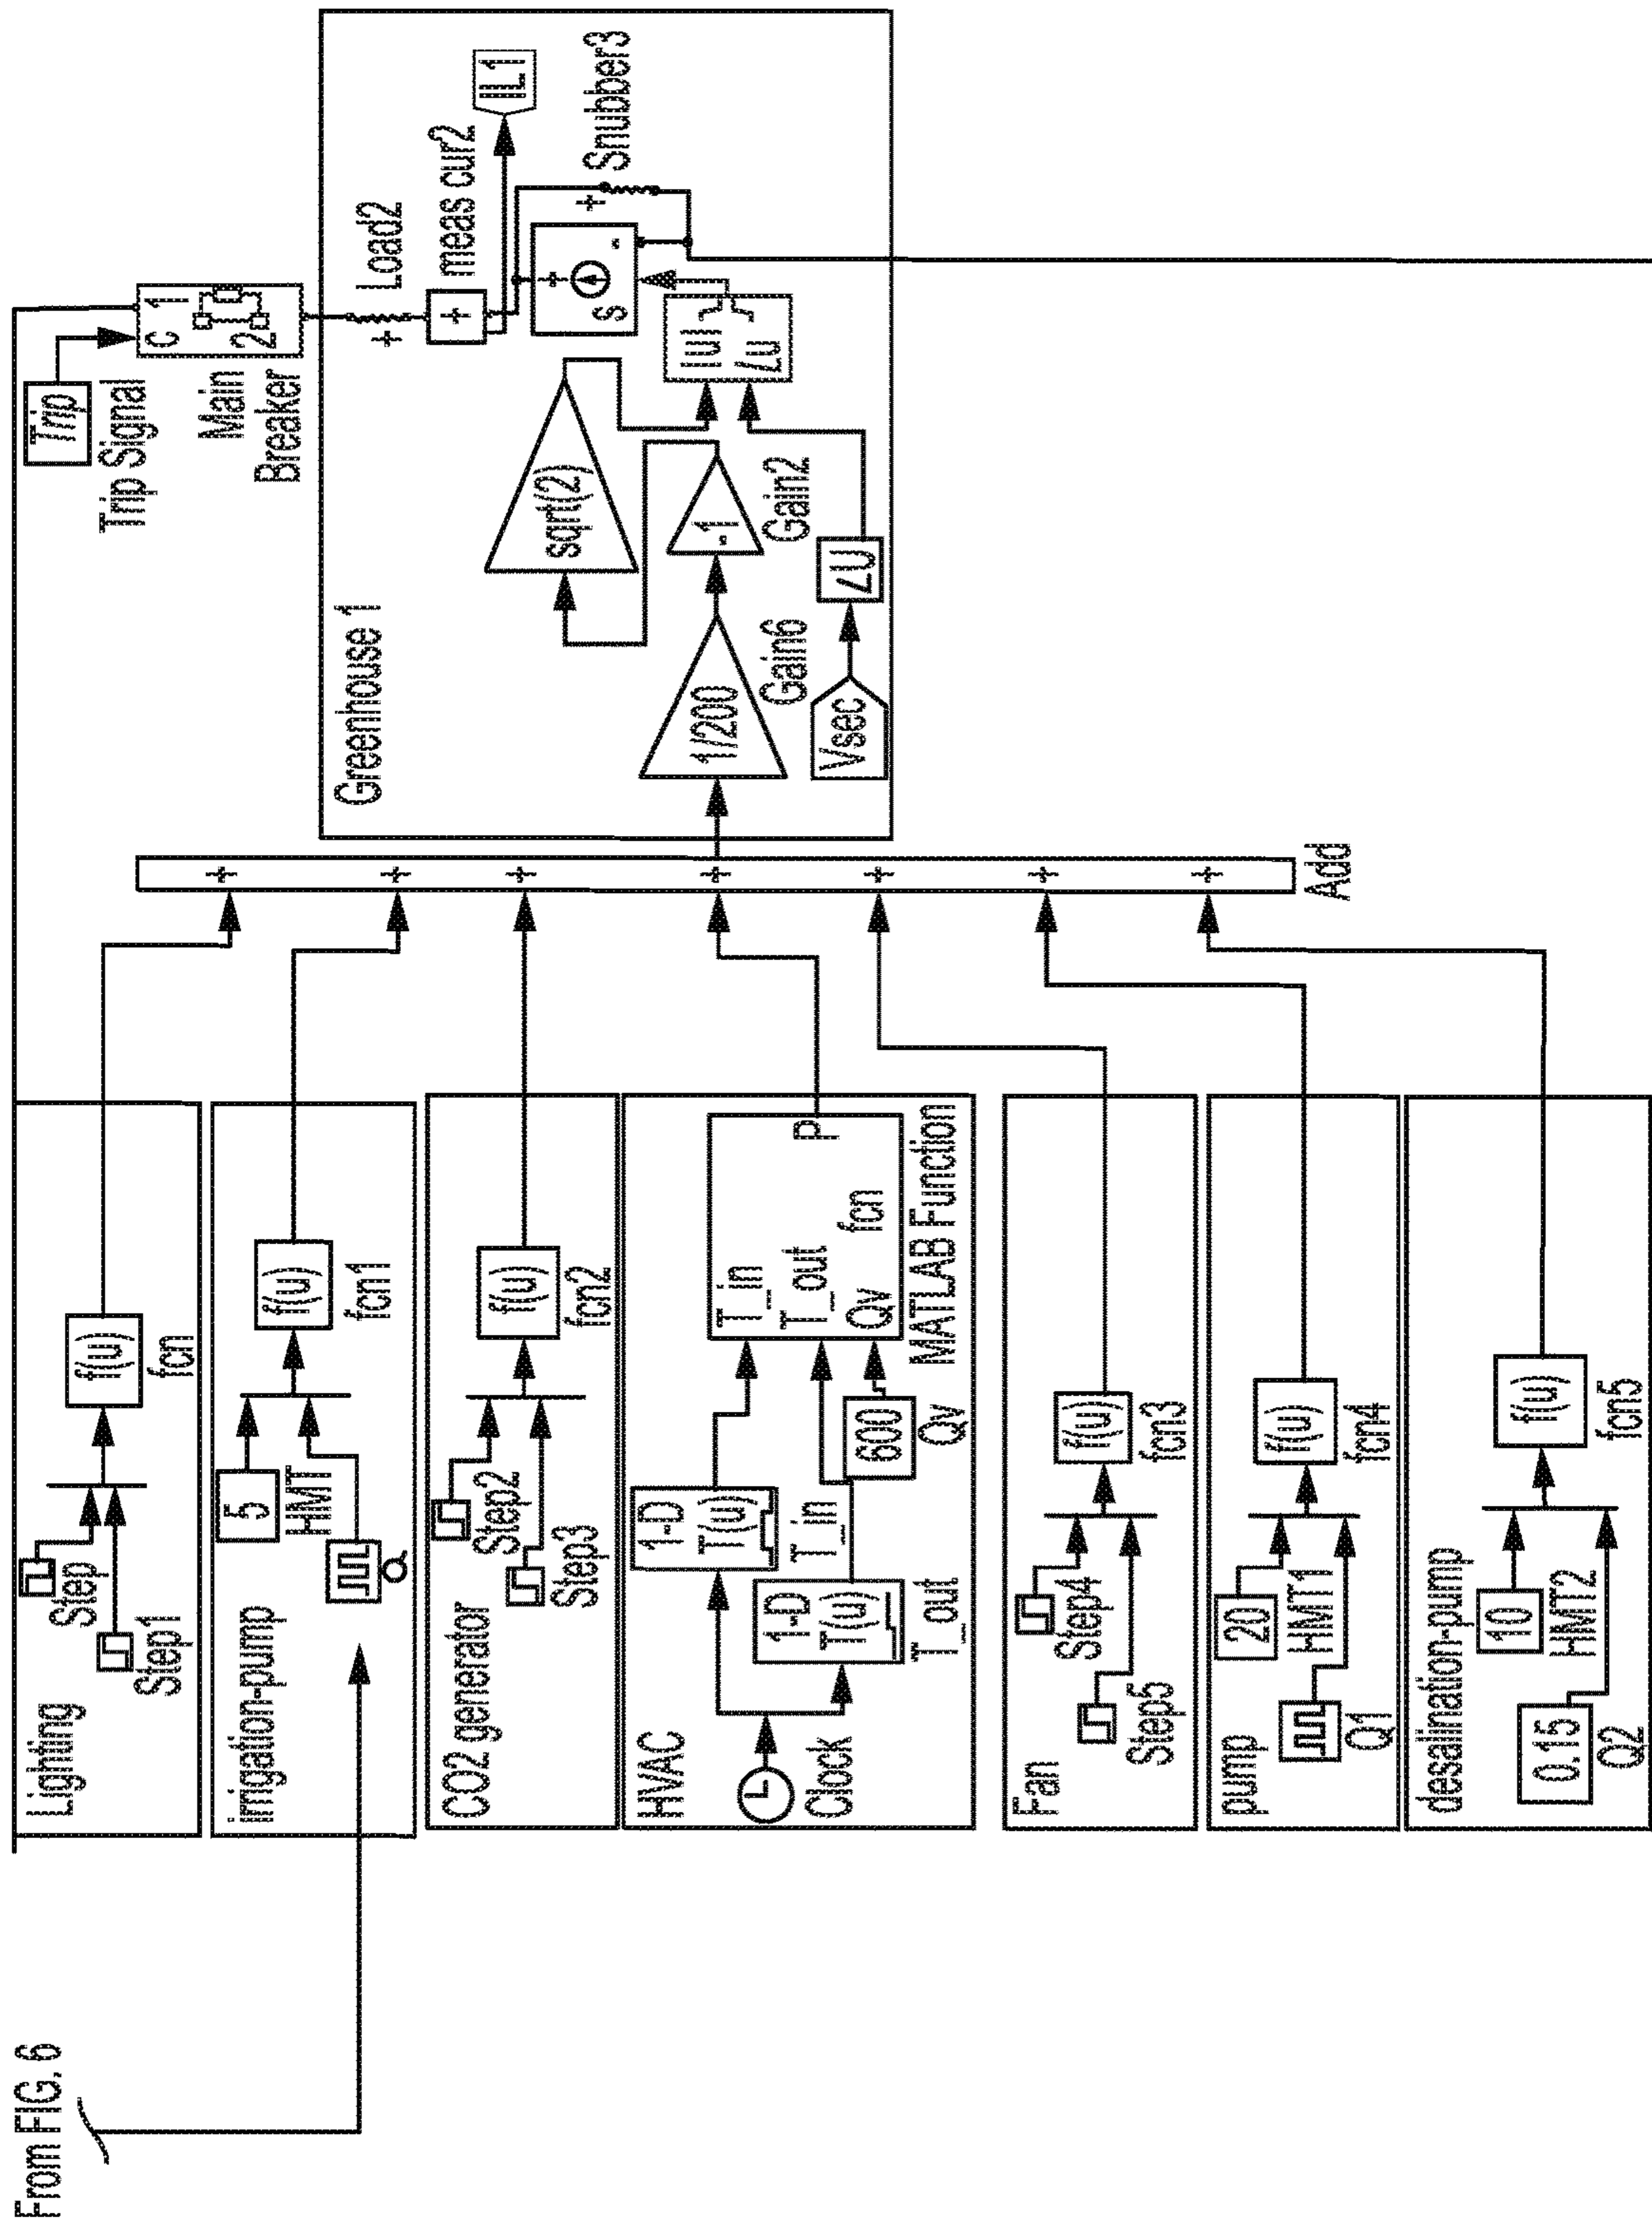 From FIG. 6
Lighting
Step
Step1
f(u)
fcn
irrigation-pump
5
HMT
Q
f(u)
fcn1
CO2 generator
Step2
Step3
f(u)
fcn2
HVAC
Clock
1-D
T(u)
T_in
1-D
T(u)
T_out
600
Qv
T_in
T_out
Qv
fcn
P
MATLAB Function
Fan
Step4
Step5
f(u)
fcn3
pump
20
HMT1
Q1
f(u)
fcn4
desalination-pump
10
HMT2
0.15
Q2
f(u)
fcn5
+
+
+
+
+
+
+
Add
Trip
Trip Signal
c 1
2
Main
Breaker
Greenhouse 1
1/200
Gain6
-1
Gain2
sqrt(2)
Vsec
∠U
|u|
∠u
Load2
+
+
meas cur2
IL1
s
+
-
+
Snubber3